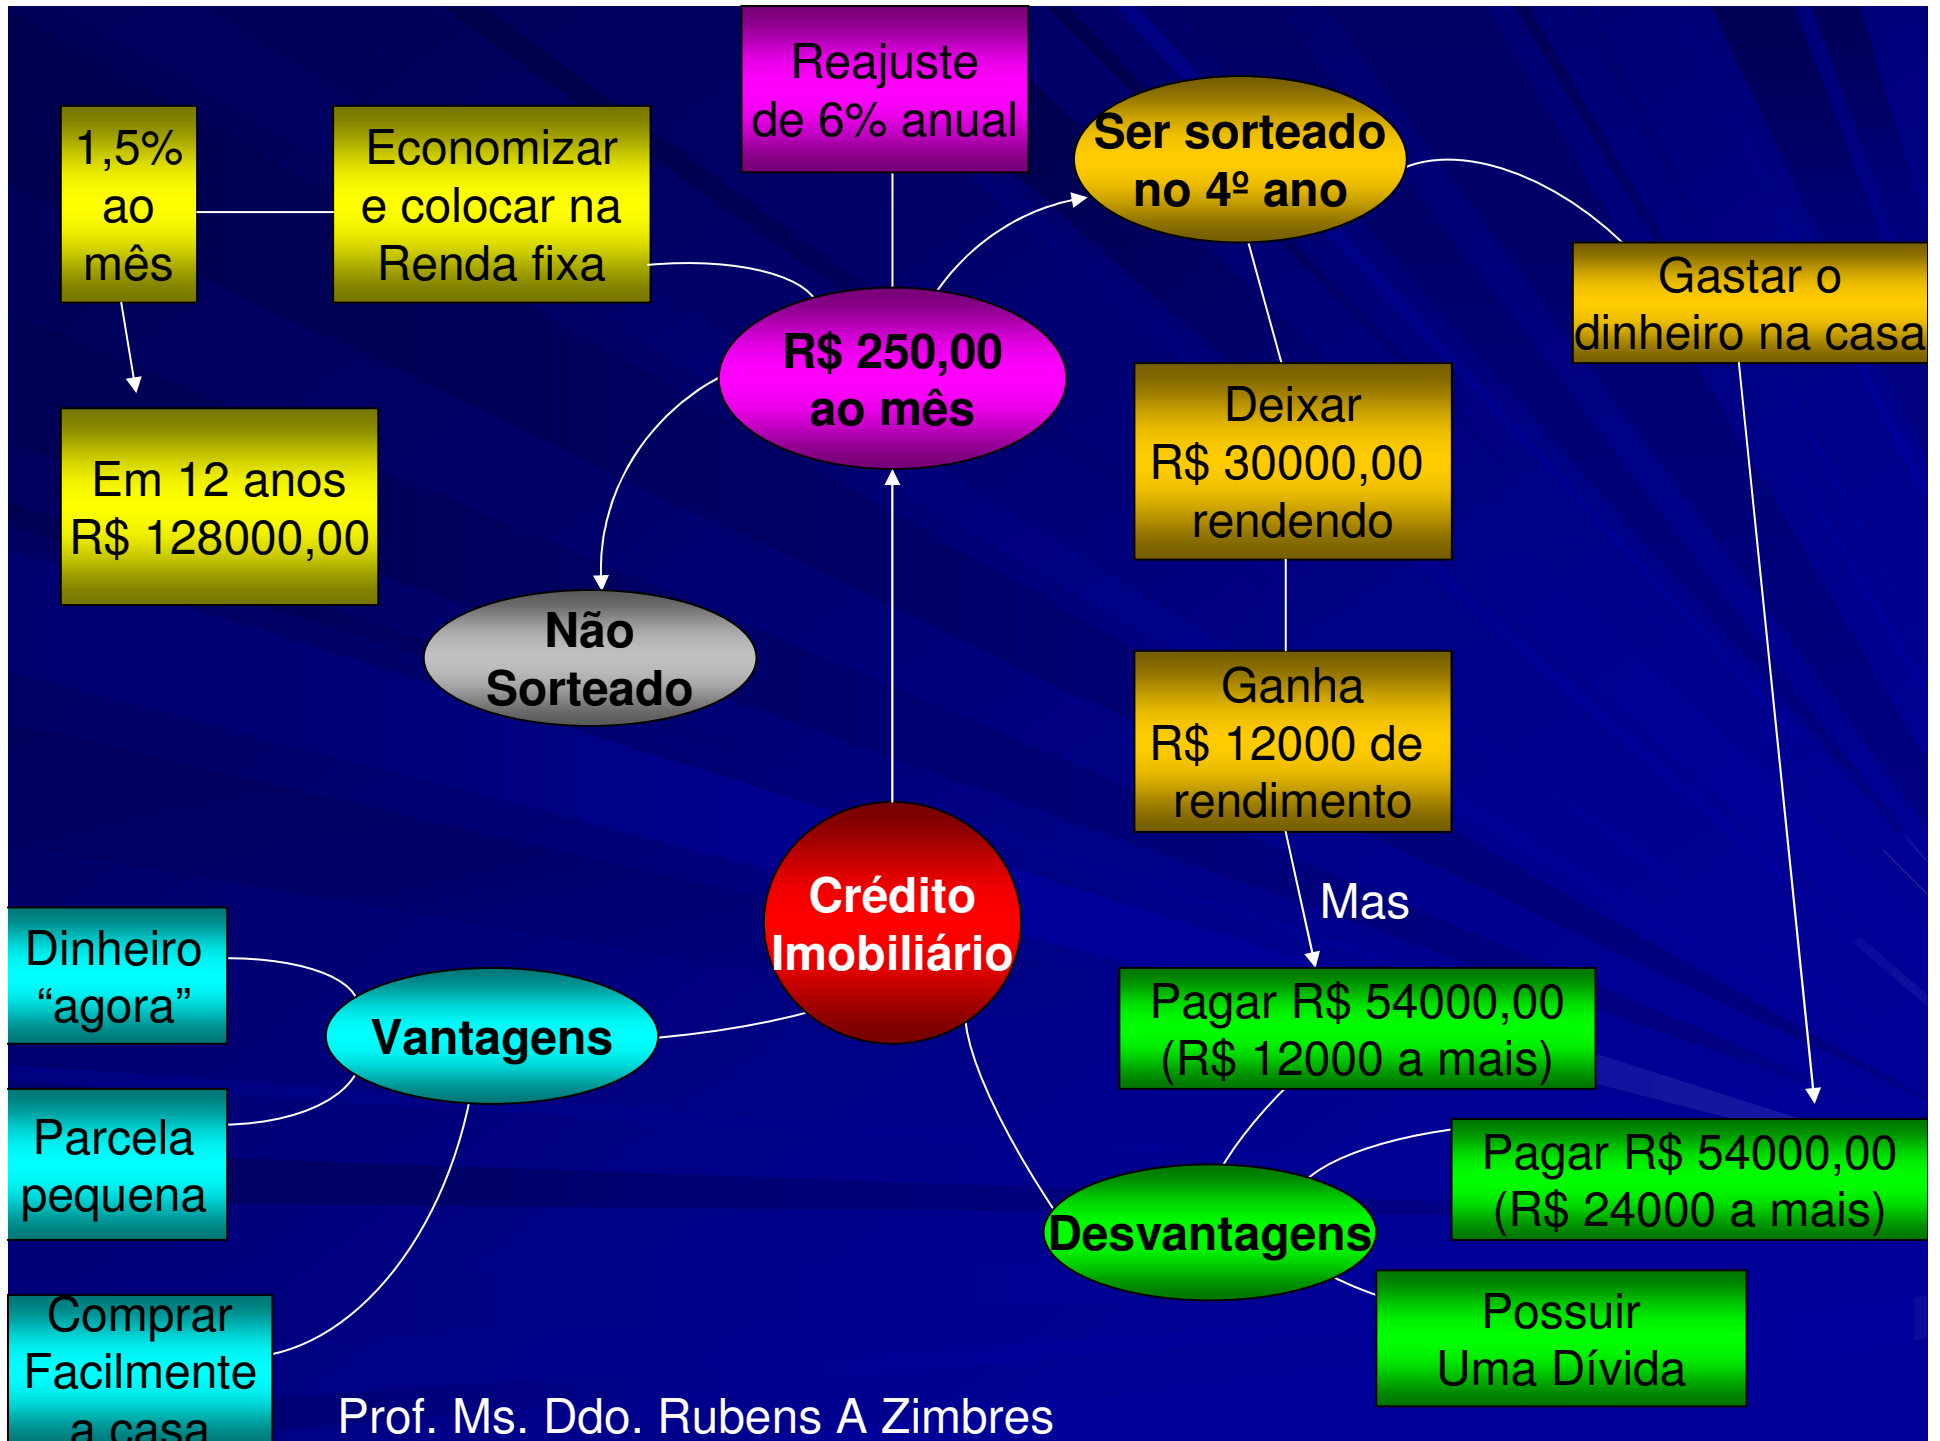 Reajuste
de 6% anual
1,5%
ao
mês
Economizar
e colocar na
Renda fixa
Ser sorteado
no 4º ano
Gastar o
dinheiro na casa
R$ 250,00
ao mês
Deixar
R$ 30000,00
rendendo
Em 12 anos
R$ 128000,00
Não
Sorteado
Ganha
R$ 12000 de
rendimento
Mas
Crédito
Imobiliário
Dinheiro
“agora”
Vantagens
Pagar R$ 54000,00
(R$ 12000 a mais)
Parcela
pequena
Pagar R$ 54000,00
(R$ 24000 a mais)
Desvantagens
Possuir
Uma Dívida
Comprar
Facilmente
a casa
Prof. Ms. Ddo. Rubens A Zimbres